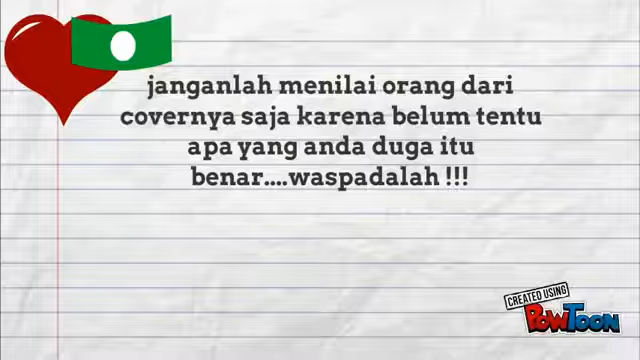 janganlah menilai orang dari
covernya saja karena belum tentu
apa yang anda duga itu
benar....waspadalah !!!
CREATED USING
POWTOON